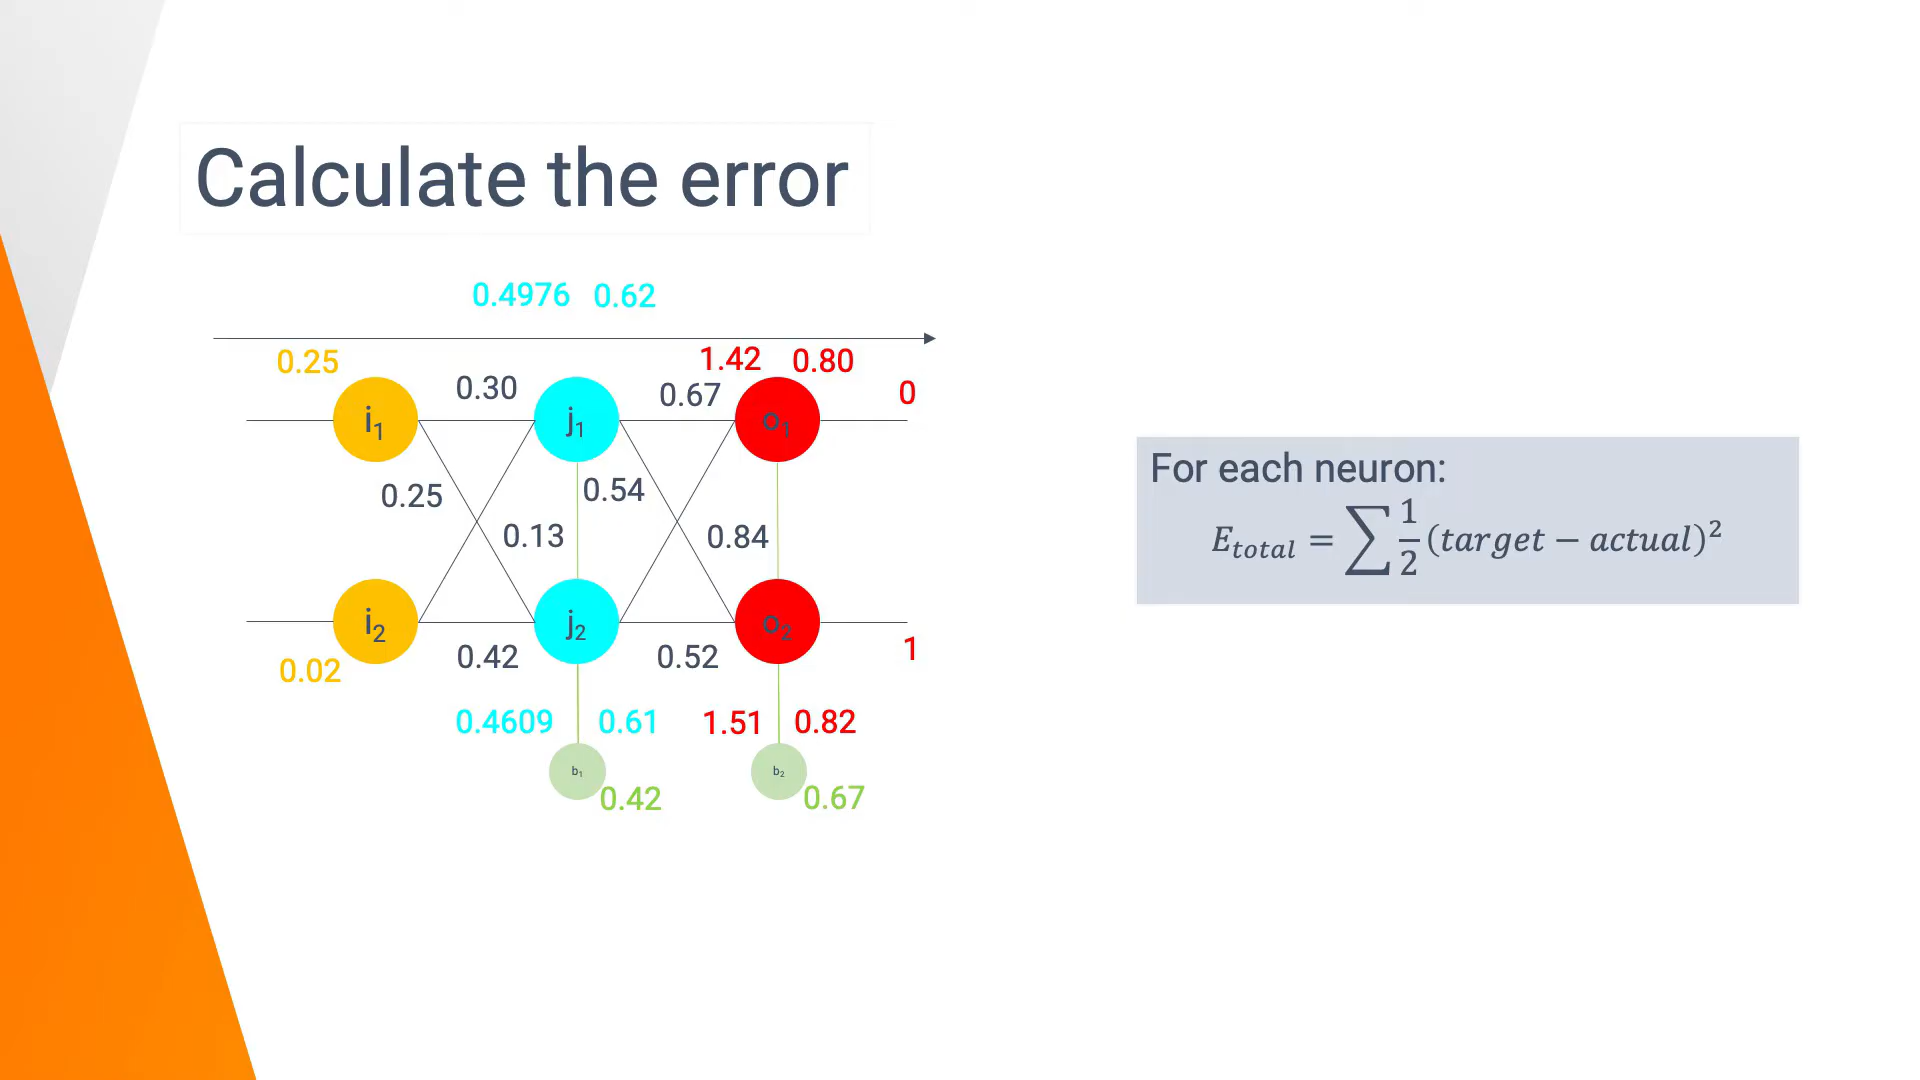 Calculate the error
0.4976 0.62
0.25 1.42 0.80
0.30 0.67 0
i₁ j₁ o₁
0.25 0.54
0.13 0.84
i₂ j₂ o₂
0.02 0.42 0.52 1
0.4609 0.61 1.51 0.82
b₁ b₂
0.42 0.67
For each neuron:
E_total = ∑ 1/2 (target − actual)²